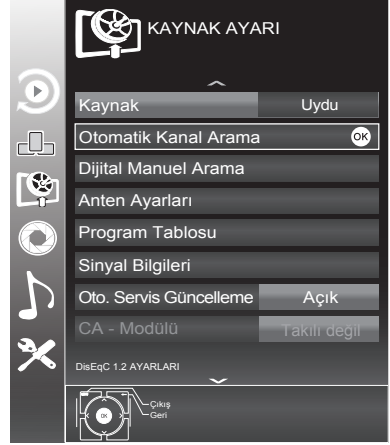 KAYNAK AYARI
Kaynak Uydu
Otomatik Kanal Arama OK
Dijital Manuel Arama
Anten Ayarları
Program Tablosu
Sinyal Bilgileri
Oto. Servis Güncelleme Açık
CA - Modülü Takılı değil
DisEqC 1.2 AYARLARI
Çıkış
OK Geri